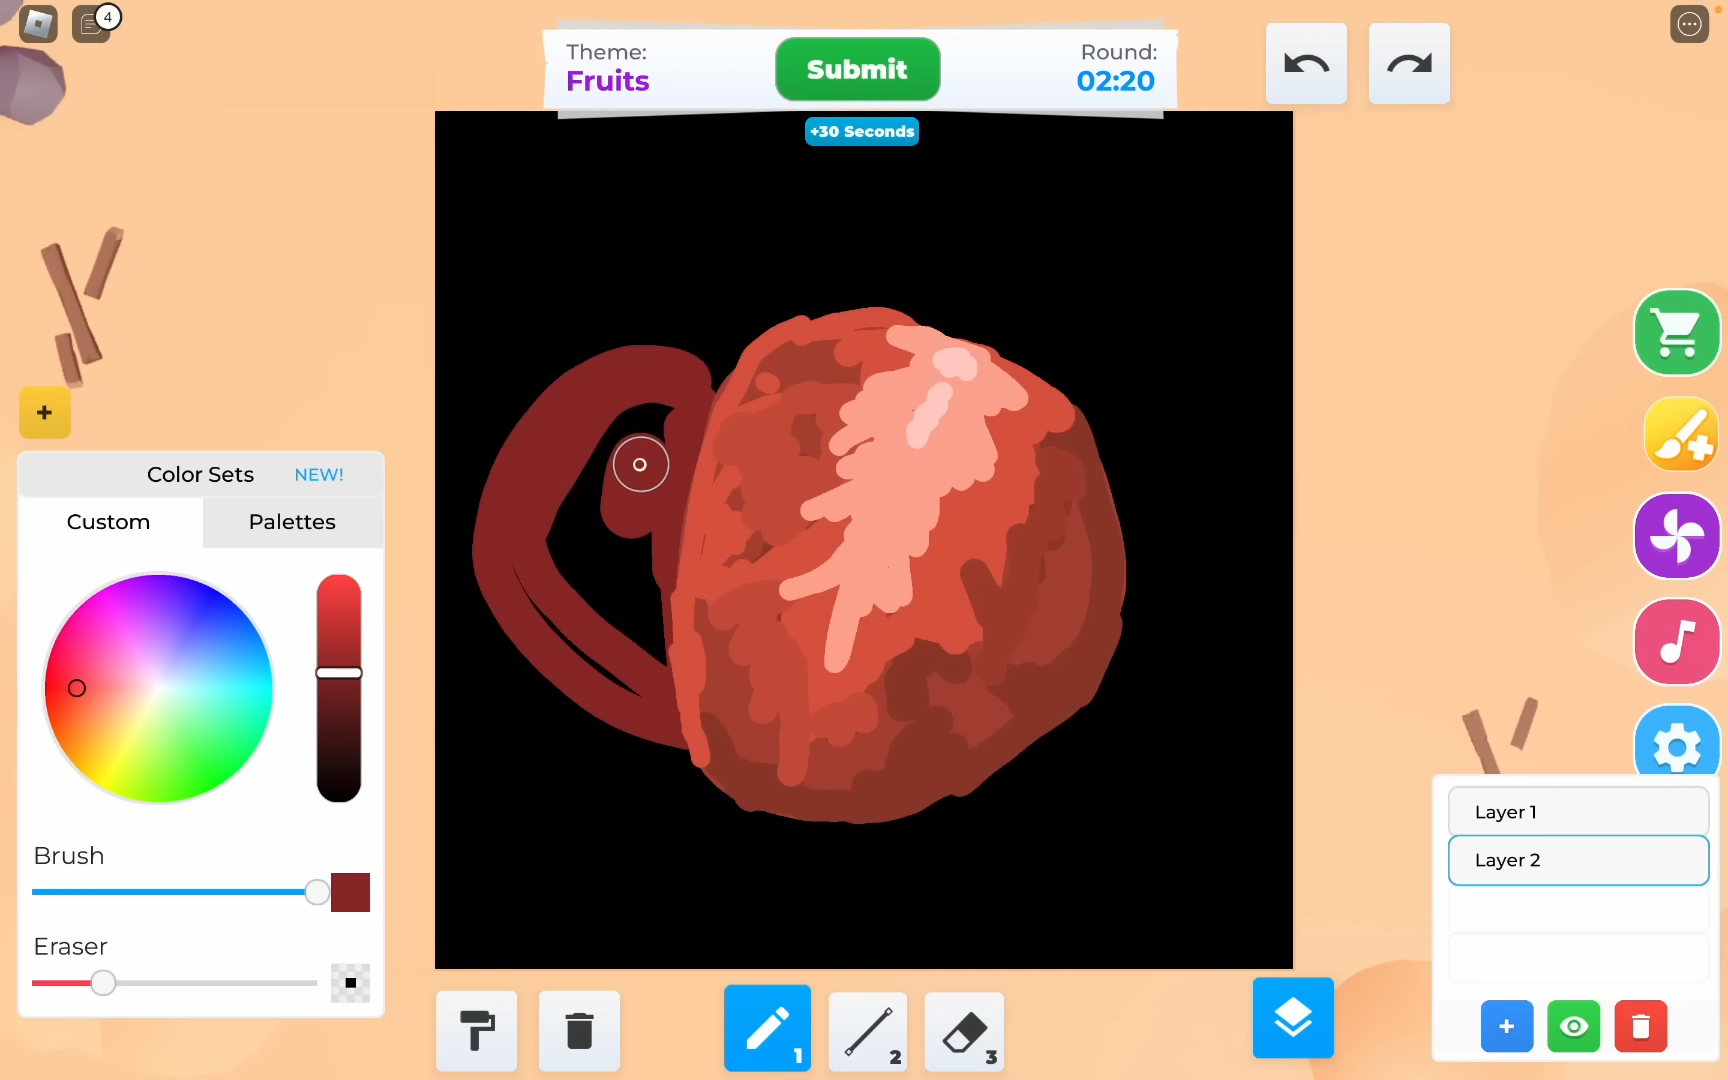 4
Theme:
Fruits
Submit
Round:
02:20
+30 Seconds
+
Color Sets NEW!
Custom Palettes
Brush
Eraser
Layer 1
Layer 2
1
2
3
+